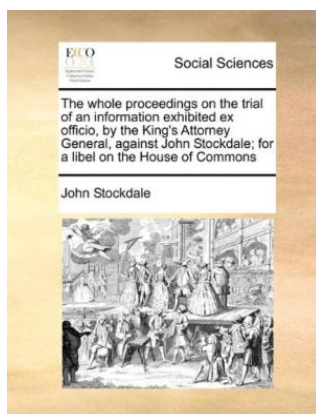 ECCO
Social Sciences
The whole proceedings on the trial
of an information exhibited ex
officio, by the King's Attorney
General, against John Stockdale; for
a libel on the House of Commons
John Stockdale